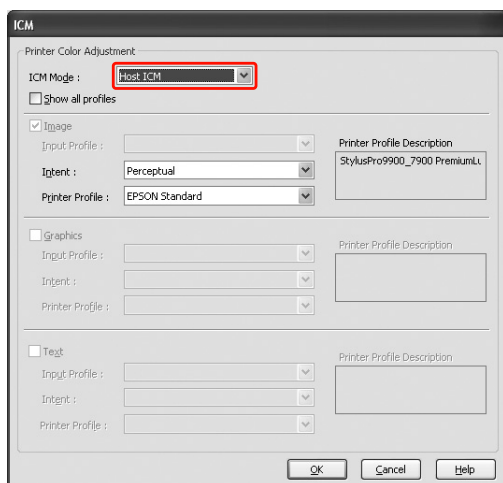 ICM
Printer Color Adjustment
ICM Mode : Host ICM
Show all profiles
Image
Input Profile :
Printer Profile Description
Intent : Perceptual
StylusPro9900_7900 PremiumLu
Printer Profile : EPSON Standard
Graphics
Input Profile :
Printer Profile Description
Intent :
Printer Profile :
Text
Input Profile :
Printer Profile Description
Intent :
Printer Profile :
OK Cancel Help